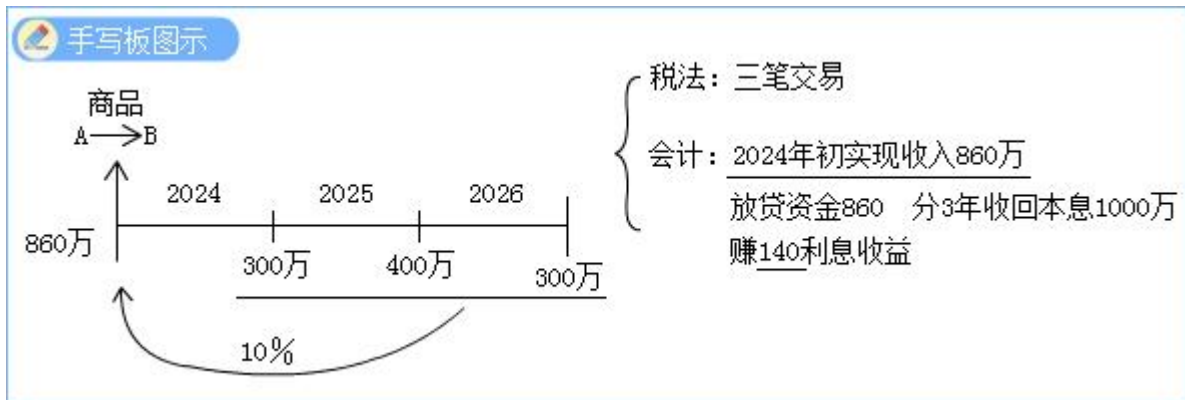 手写板图示
商品
A→B
860万
2024 2025 2026
300万 400万 300万
10%
税法：三笔交易
会计：2024年初实现收入860万
放贷资金860 分3年收回本息1000万
赚140利息收益